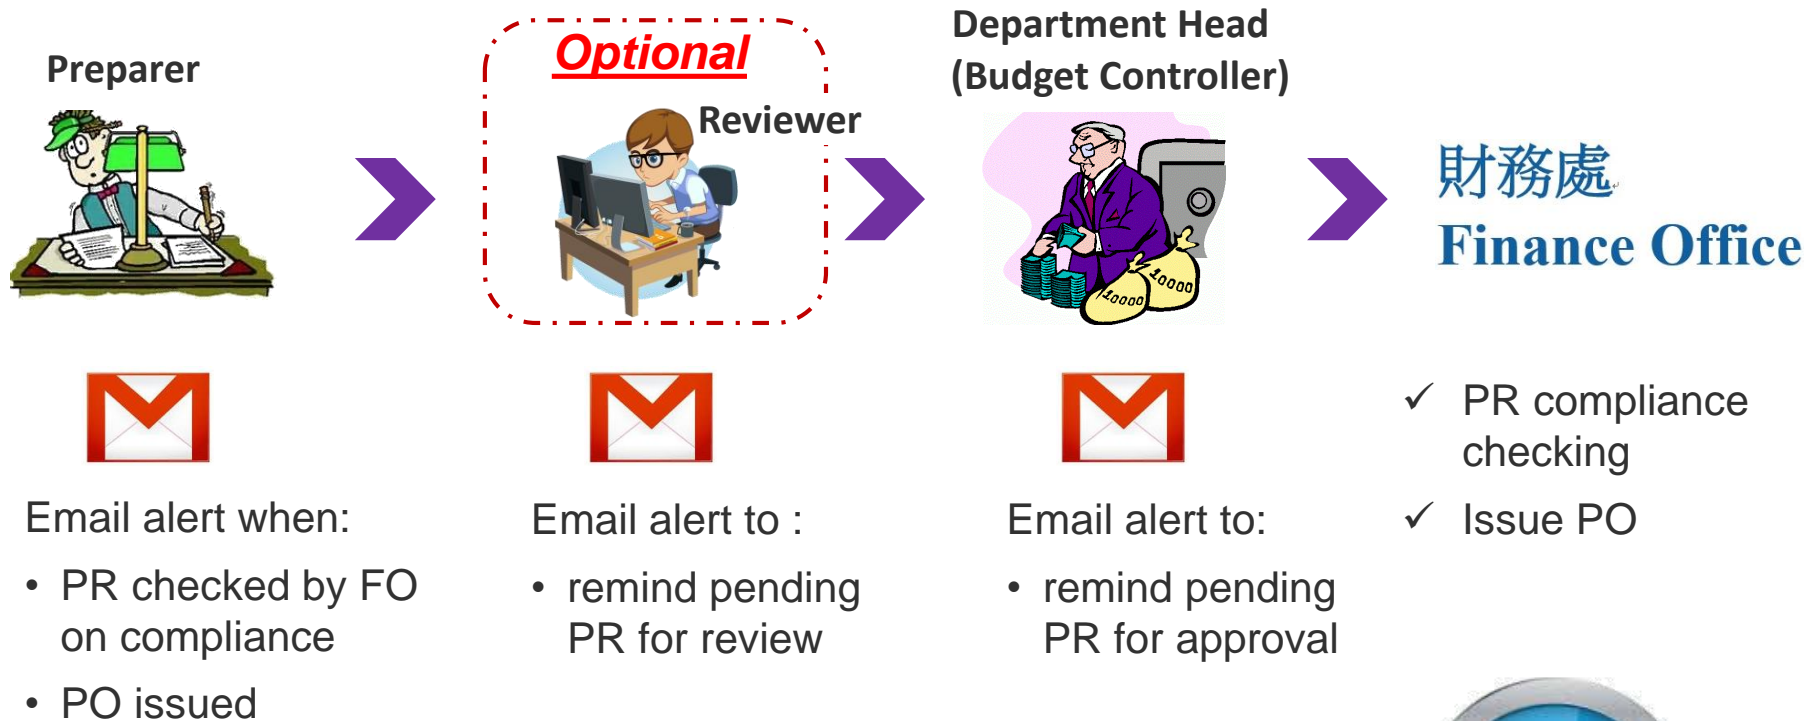 Preparer
Optional
Reviewer
Department Head
(Budget Controller)
10000
10000
財務處
Finance Office
Email alert when:
• PR checked by FO
on compliance
• PO issued
Email alert to :
• remind pending
PR for review
Email alert to:
• remind pending
PR for approval
✓ PR compliance
checking
✓ Issue PO